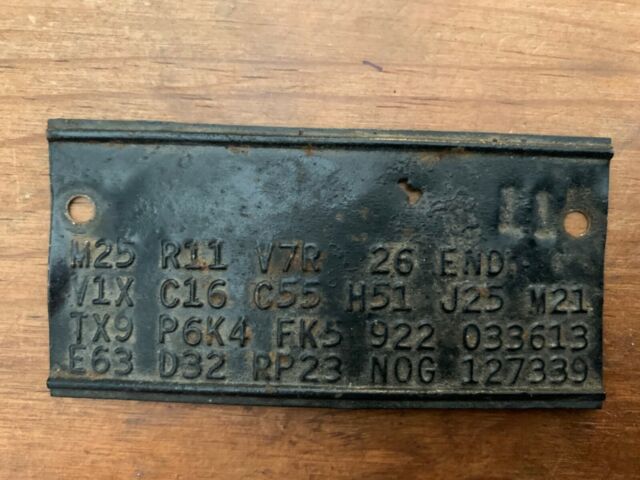 11
M25 R11 V7R 26 END
V1X C16 C55 H51 J25 M21
TX9 P6K4 FK5 922 033613
E63 D32 RP23 NOG 127339